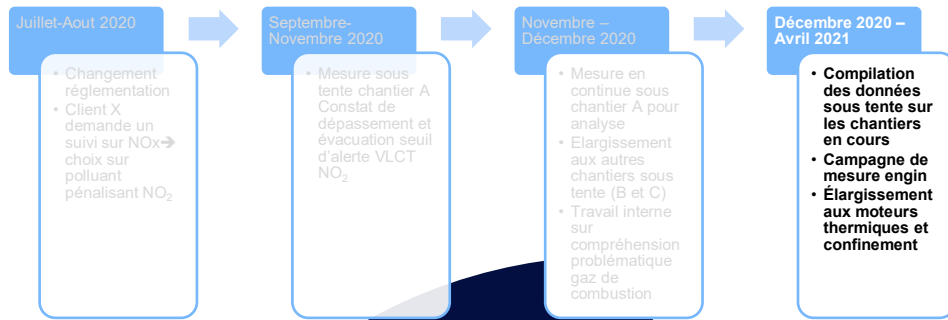 Juillet-Aout 2020
• Changement
réglementation
• Client X
demande un
suivi sur NOx➔
choix sur
polluant
pénalisant NO₂
Septembre-
Novembre 2020
• Mesure sous
tente chantier A
Constat de
dépassement et
évacuation seuil
d'alerte VLCT
NO₂
Novembre –
Décembre 2020
• Mesure en
continue sous
chantier A pour
analyse
• Elargissement
aux autres
chantiers sous
tente (B et C)
• Travail interne
sur
compréhension
problématique
gaz de
combustion
Décembre 2020 –
Avril 2021
• Compilation
des données
sous tente sur
les chantiers
en cours
• Campagne de
mesure engin
• Élargissement
aux moteurs
thermiques et
confinement